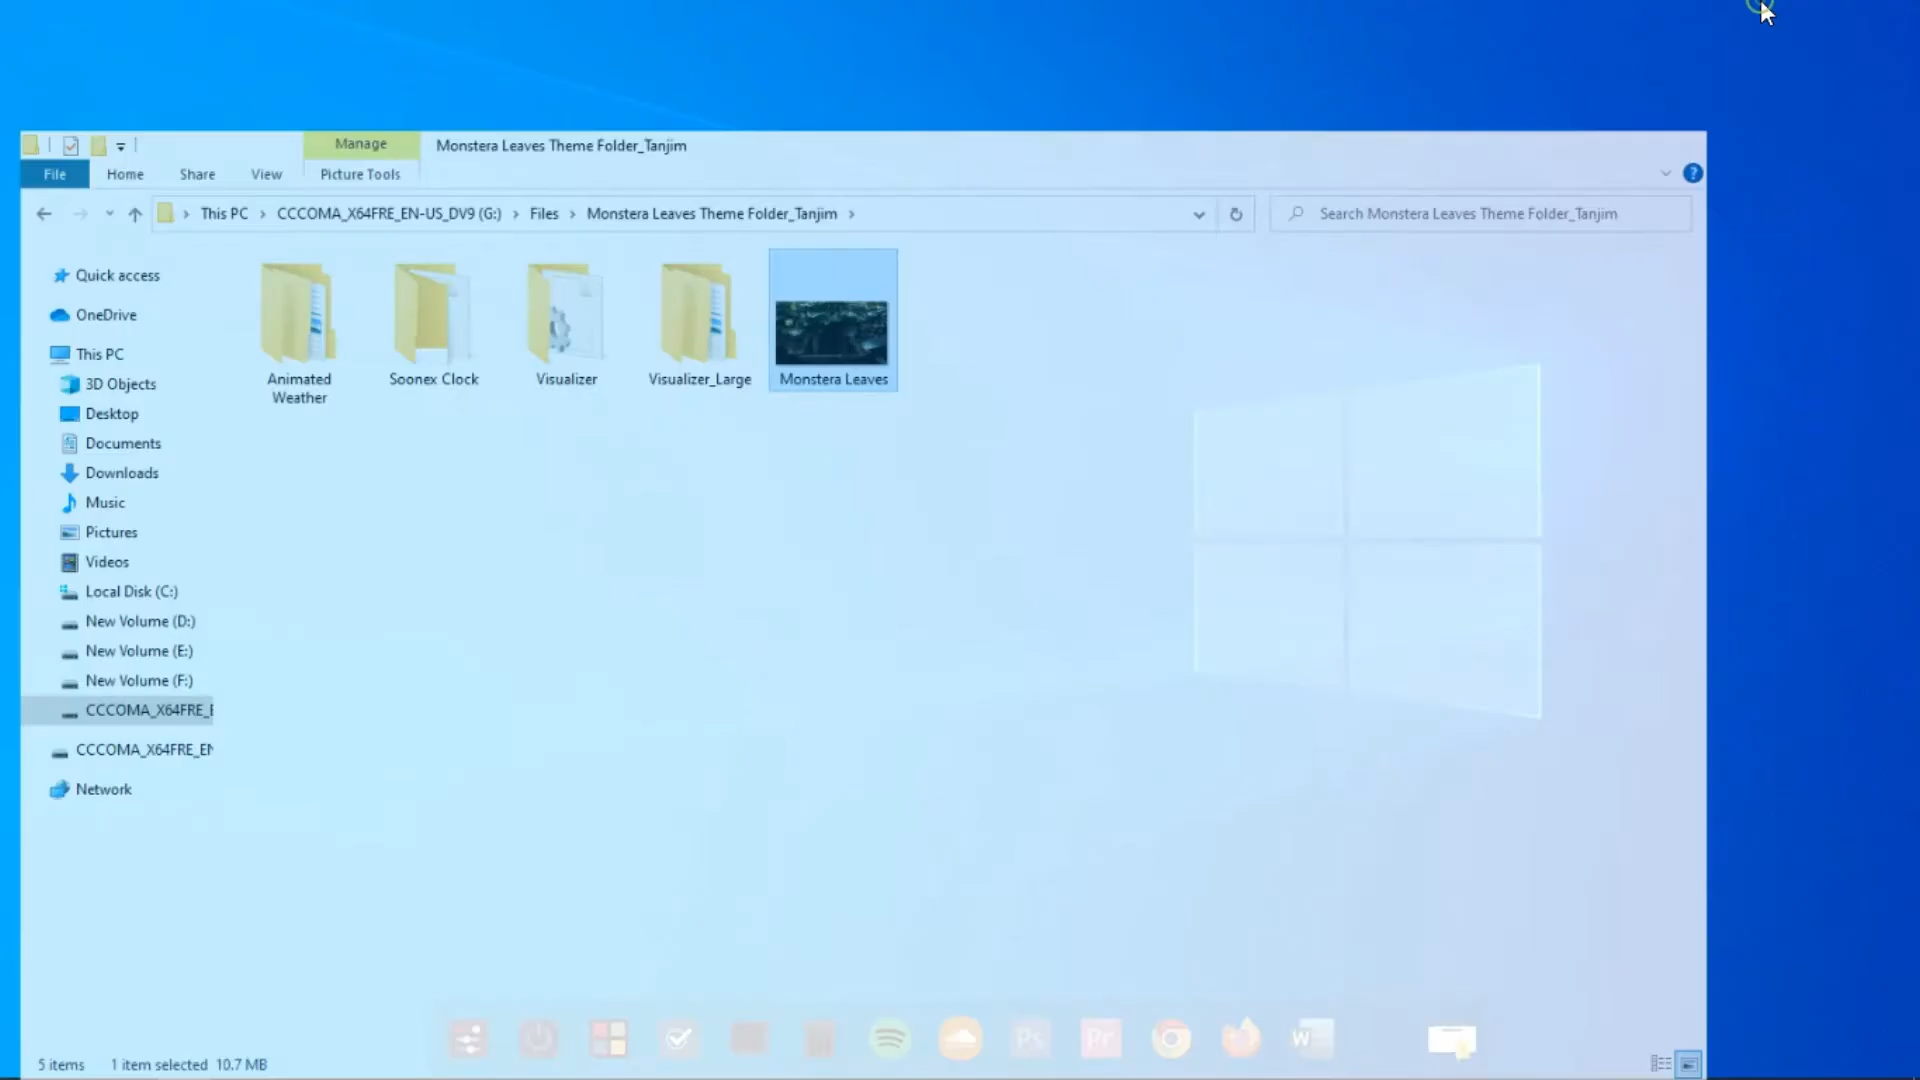 Manage
Monstera Leaves Theme Folder_Tanjim
File
Home
Share
View
Picture Tools
?
This PC
CCCOMA_X64FRE_EN-US_DV9 (G:)
Files
Monstera Leaves Theme Folder_Tanjim
Search Monstera Leaves Theme Folder_Tanjim
Quick access
OneDrive
This PC
3D Objects
Desktop
Documents
Downloads
Music
Pictures
Videos
Local Disk (C:)
New Volume (D:)
New Volume (E:)
New Volume (F:)
CCCOMA_X64FRE_E
CCCOMA_X64FRE_EN
Network
Animated
Weather
Soonex Clock
Visualizer
Visualizer_Large
Monstera Leaves
Ps
Pr
W
5 items
1 item selected
10.7 MB